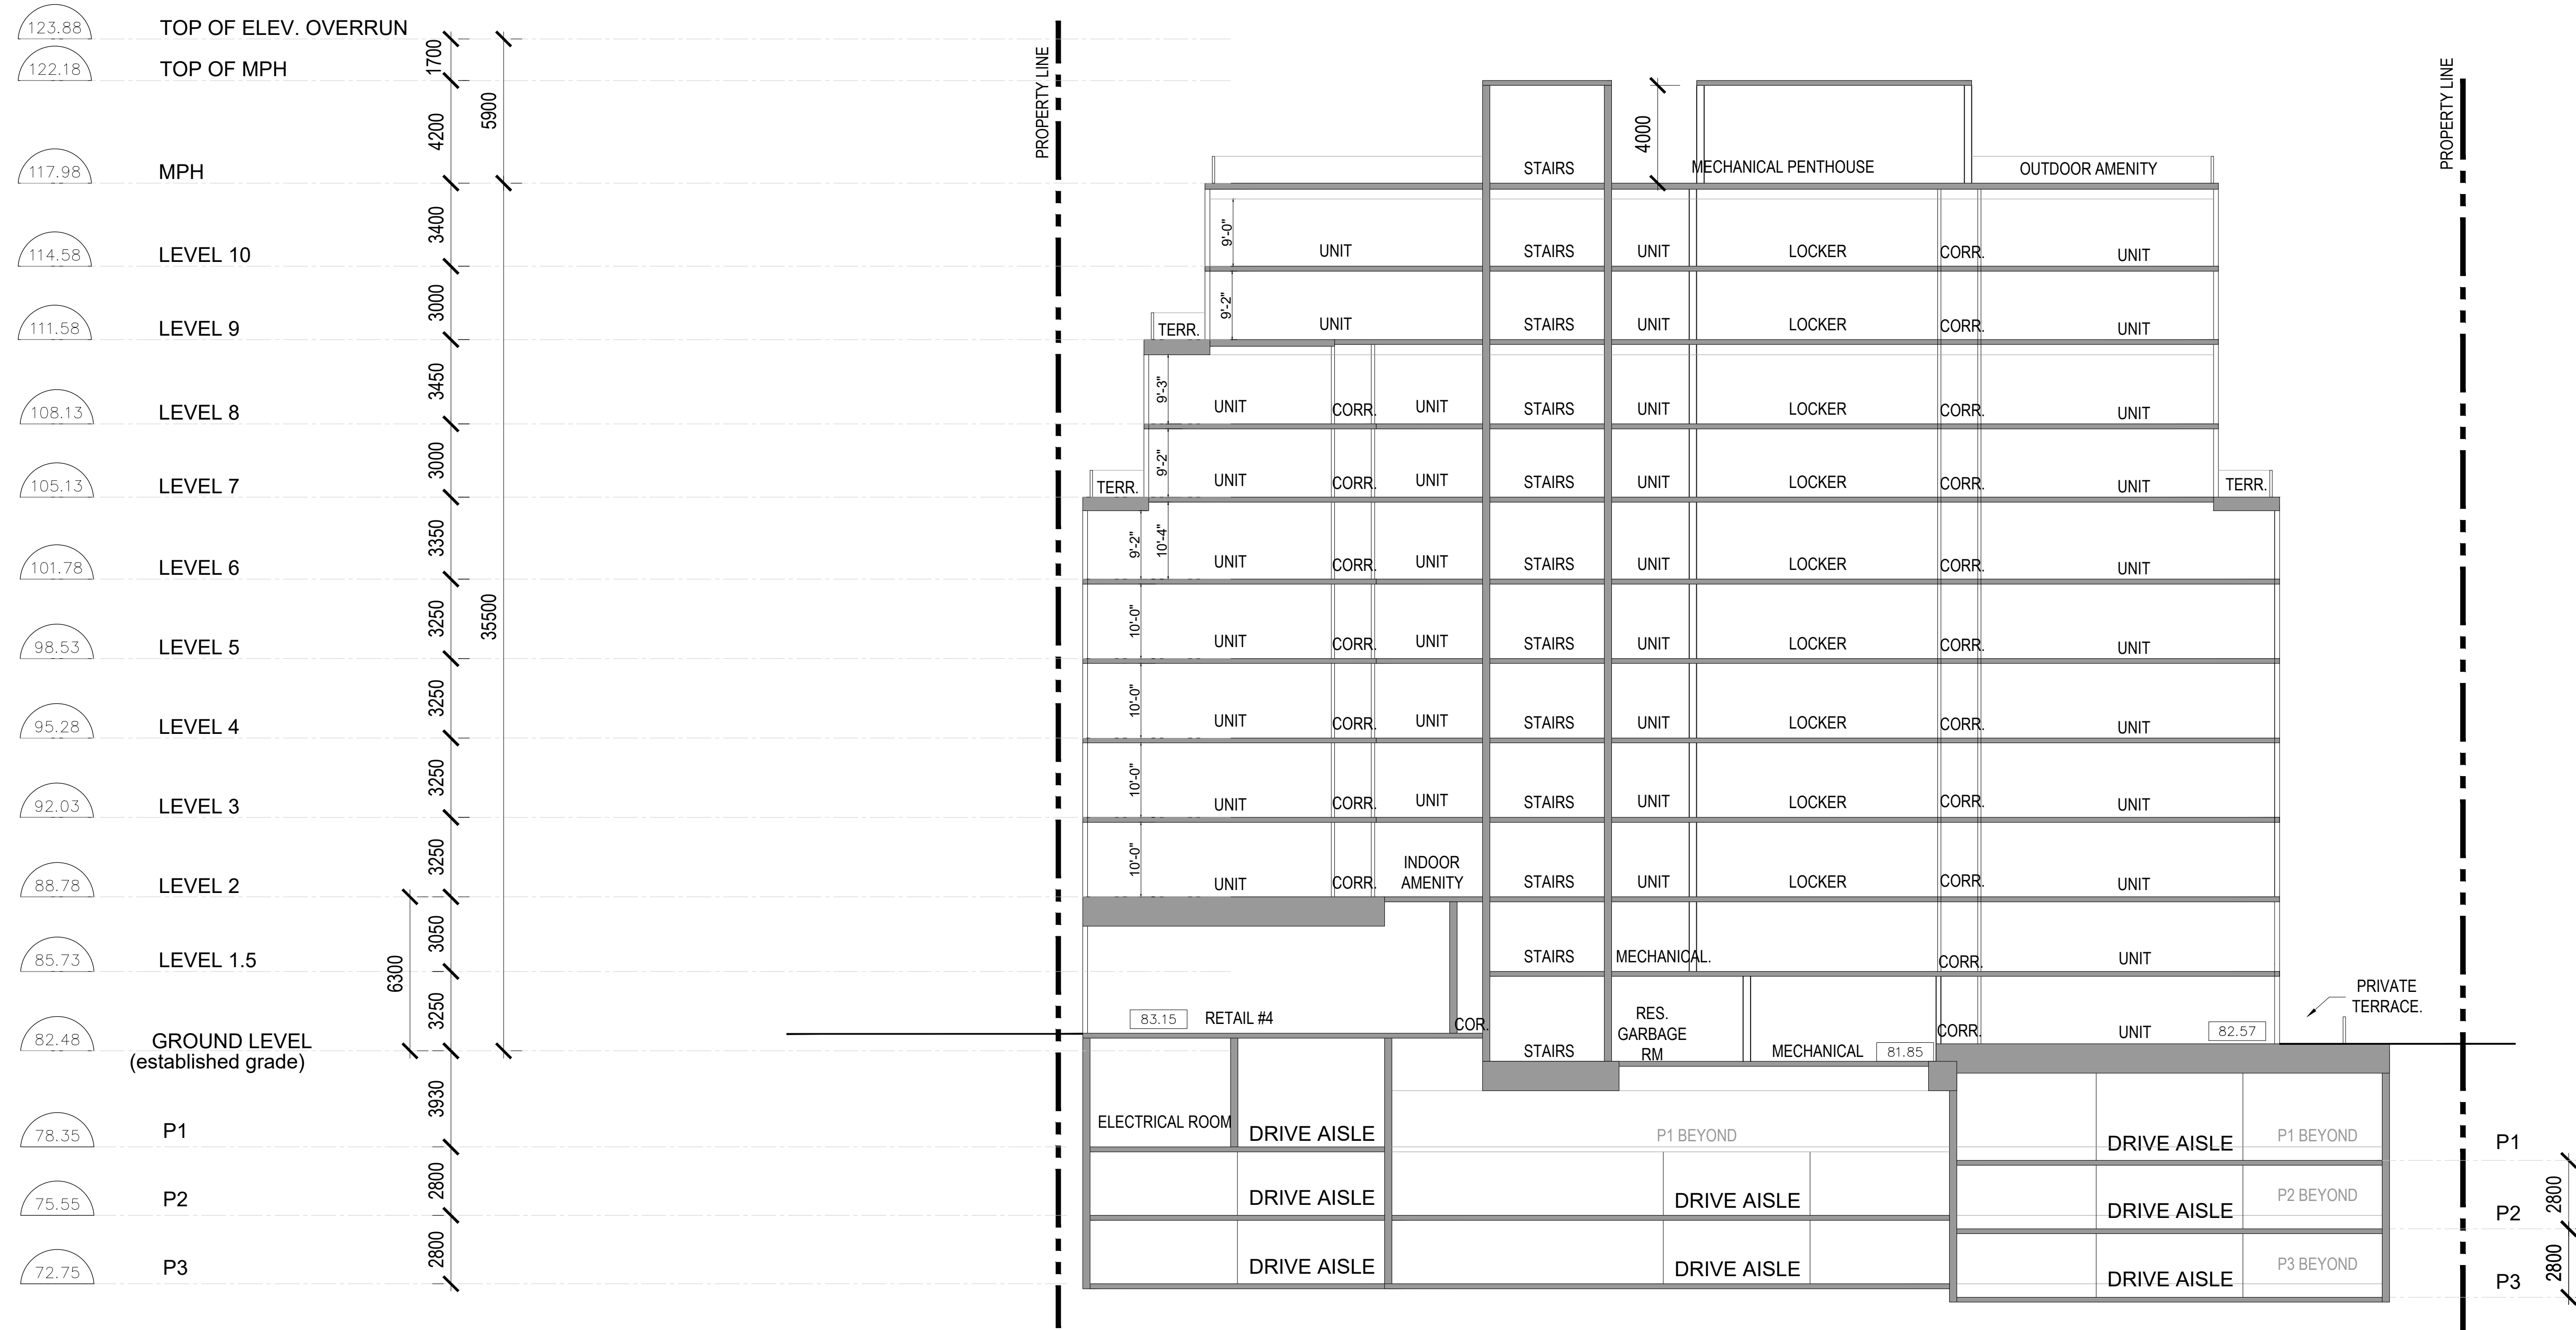 123.88 TOP OF ELEV. OVERRUN
1700
122.18 TOP OF MPH
4200
5900
117.98 MPH
3400
114.58 LEVEL 10
3000
111.58 LEVEL 9
3450
108.13 LEVEL 8
3000
105.13 LEVEL 7
3350
101.78 LEVEL 6
3250
35500
98.53 LEVEL 5
3250
95.28 LEVEL 4
3250
92.03 LEVEL 3
3250
88.78 LEVEL 2
3050
6300
85.73 LEVEL 1.5
3250
82.48 GROUND LEVEL
(established grade)
3930
78.35 P1
2800
75.55 P2
2800
72.75 P3
PROPERTY LINE
PROPERTY LINE
4000
STAIRS MECHANICAL PENTHOUSE OUTDOOR AMENITY
9'-0"
UNIT STAIRS UNIT LOCKER CORR. UNIT
9'-2"
TERR. UNIT STAIRS UNIT LOCKER CORR. UNIT
9'-3"
UNIT CORR. UNIT STAIRS UNIT LOCKER CORR. UNIT
9'-2"
TERR. UNIT CORR. UNIT STAIRS UNIT LOCKER CORR. UNIT TERR.
9'-2" 10'-4"
UNIT CORR. UNIT STAIRS UNIT LOCKER CORR. UNIT
10'-0"
UNIT CORR. UNIT STAIRS UNIT LOCKER CORR. UNIT
10'-0"
UNIT CORR. UNIT STAIRS UNIT LOCKER CORR. UNIT
10'-0"
UNIT CORR. UNIT STAIRS UNIT LOCKER CORR. UNIT
10'-0"
INDOOR
AMENITY
UNIT CORR. STAIRS UNIT LOCKER CORR. UNIT
STAIRS MECHANICAL. CORR. UNIT
PRIVATE
TERRACE.
83.15 RETAIL #4 COR.
STAIRS
RES.
GARBAGE
RM
MECHANICAL 81.85 CORR. UNIT 82.57
ELECTRICAL ROOM DRIVE AISLE P1 BEYOND DRIVE AISLE P1 BEYOND P1
DRIVE AISLE DRIVE AISLE DRIVE AISLE P2 BEYOND P2
2800
DRIVE AISLE DRIVE AISLE DRIVE AISLE P3 BEYOND P3
2800